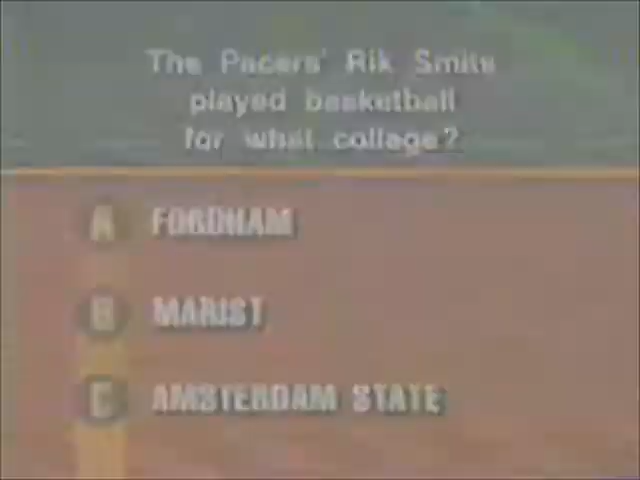 The Pacers' Rik Smits
played basketball
for what college?
A FORDHAM
B MARIST
C AMSTERDAM STATE